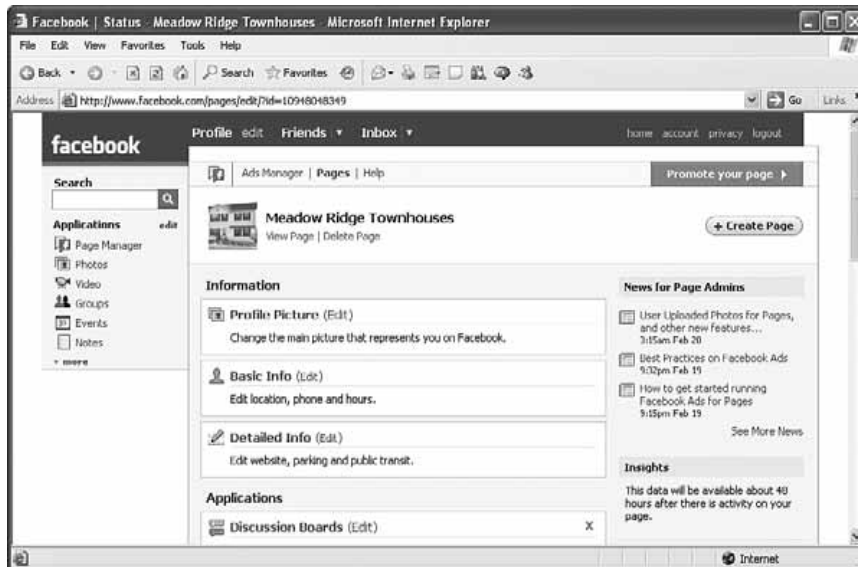 Facebook | Status - Meadow Ridge Townhouses - Microsoft Internet Explorer
File Edit View Favorites Tools Help
Back Search Favorites
Address http://www.facebook.com/pages/edit/?id=10948048349 Go Links
facebook
Profile edit Friends Inbox home account privacy logout
Search
Applications edit
Page Manager
Photos
Video
Groups
Events
Notes
more
Ads Manager | Pages | Help Promote your page
Meadow Ridge Townhouses
View Page | Delete Page
+ Create Page
Information
Profile Picture (Edit)
Change the main picture that represents you on Facebook.
Basic Info (Edit)
Edit location, phone and hours.
Detailed Info (Edit)
Edit website, parking and public transit.
Applications
Discussion Boards (Edit) X
News for Page Admins
User Uploaded Photos for Pages,
and other new features...
3:15am Feb 20
Best Practices on Facebook Ads
9:32pm Feb 19
How to get started running
Facebook Ads for Pages
9:15pm Feb 19
See More News
Insights
This data will be available about 48
hours after there is activity on your
page.
Internet